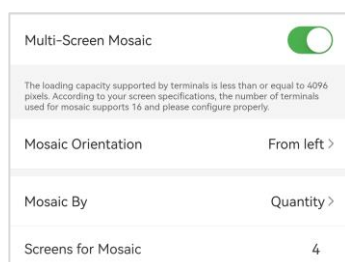 Multi-Screen Mosaic
The loading capacity supported by terminals is less than or equal to 4096
pixels. According to your screen specifications, the number of terminals
used for mosaic supports 16 and please configure properly.
Mosaic Orientation From left >
Mosaic By Quantity >
Screens for Mosaic 4